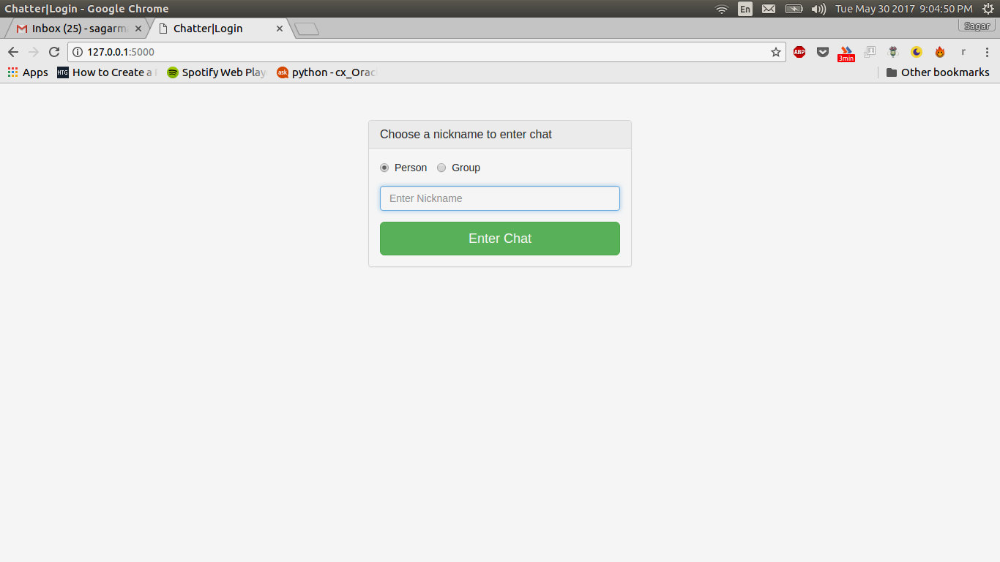 Chatter|Login - Google Chrome
En
Tue May 30 2017 9:04:50 PM
Inbox (25) - sagarm
Chatter|Login
Sagar
127.0.0.1:5000
ABP
3min
r
Apps
HTG
How to Create a
Spotify Web Play
ask
python - cx_Orac
Other bookmarks
Choose a nickname to enter chat
Person
Group
Enter Nickname
Enter Chat